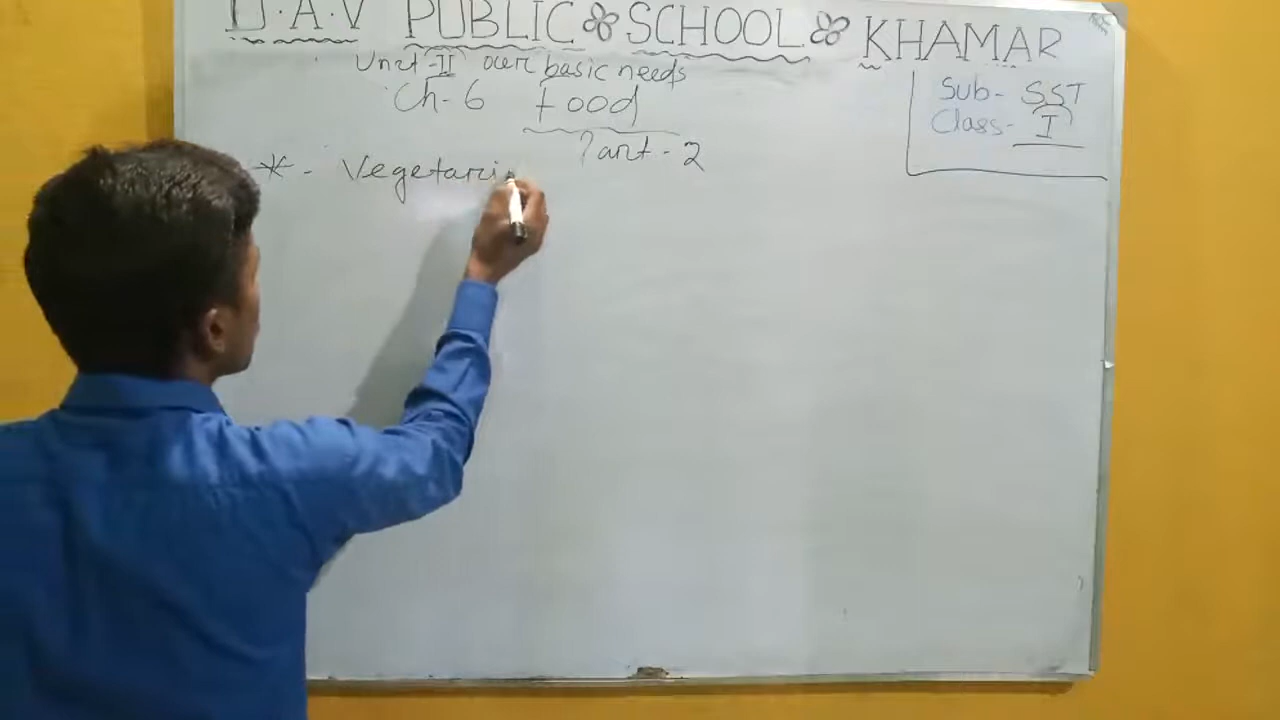 D.A.V PUBLIC SCHOOL KHAMAR
Unit-II our basic needs
Ch-6 Food
Part-2
Sub- SST
Class- I
* - Vegetari